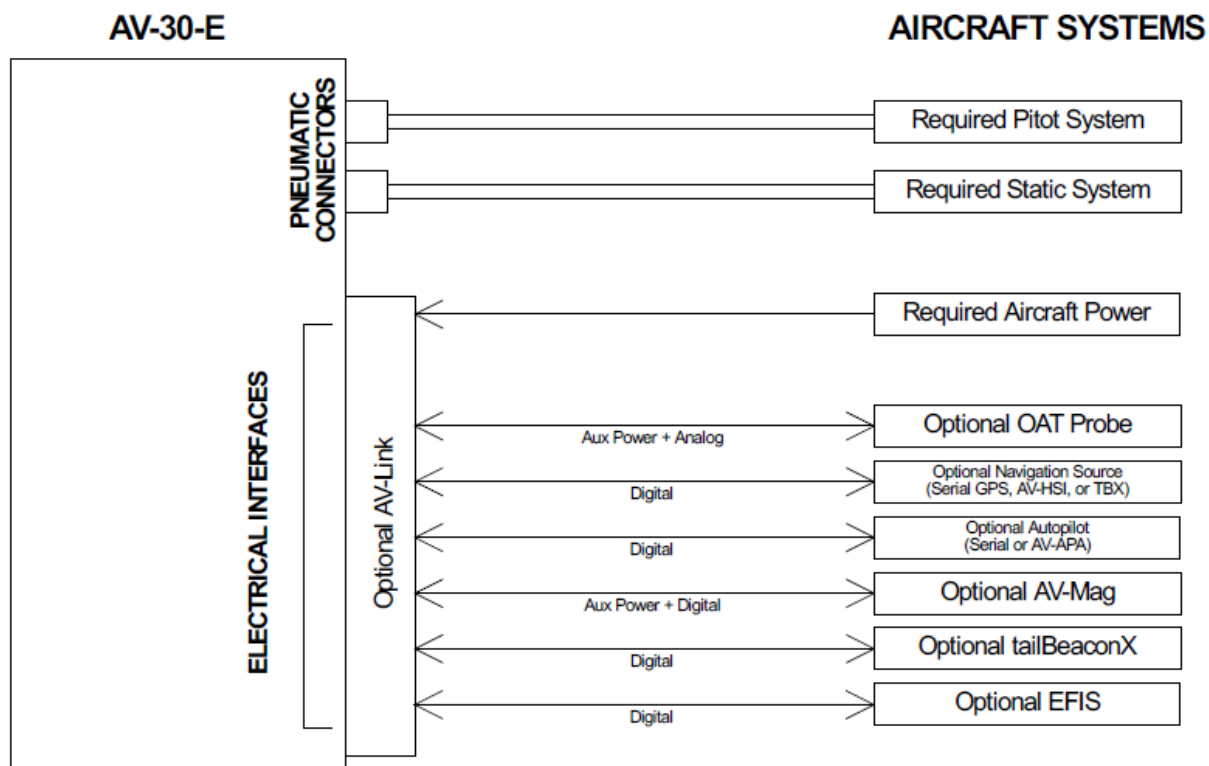 AV-30-E
AIRCRAFT SYSTEMS
PNEUMATIC
CONNECTORS
Required Pitot System
Required Static System
Required Aircraft Power
ELECTRICAL INTERFACES
Optional AV-Link
Aux Power + Analog
Optional OAT Probe
Digital
Optional Navigation Source
(Serial GPS, AV-HSI, or TBX)
Digital
Optional Autopilot
(Serial or AV-APA)
Aux Power + Digital
Optional AV-Mag
Digital
Optional tailBeaconX
Digital
Optional EFIS